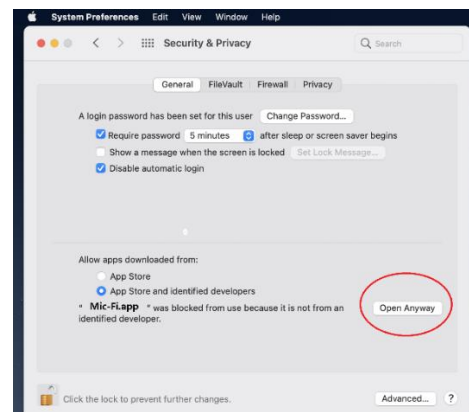 System Preferences Edit View Window Help
Security & Privacy
Search
General FileVault Firewall Privacy
A login password has been set for this user Change Password...
Require password 5 minutes after sleep or screen saver begins
Show a message when the screen is locked Set Lock Message...
Disable automatic login
Allow apps downloaded from:
App Store
App Store and identified developers
" Mic-Fi.app " was blocked from use because it is not from an Open Anyway
identified developer.
Click the lock to prevent further changes. Advanced... ?